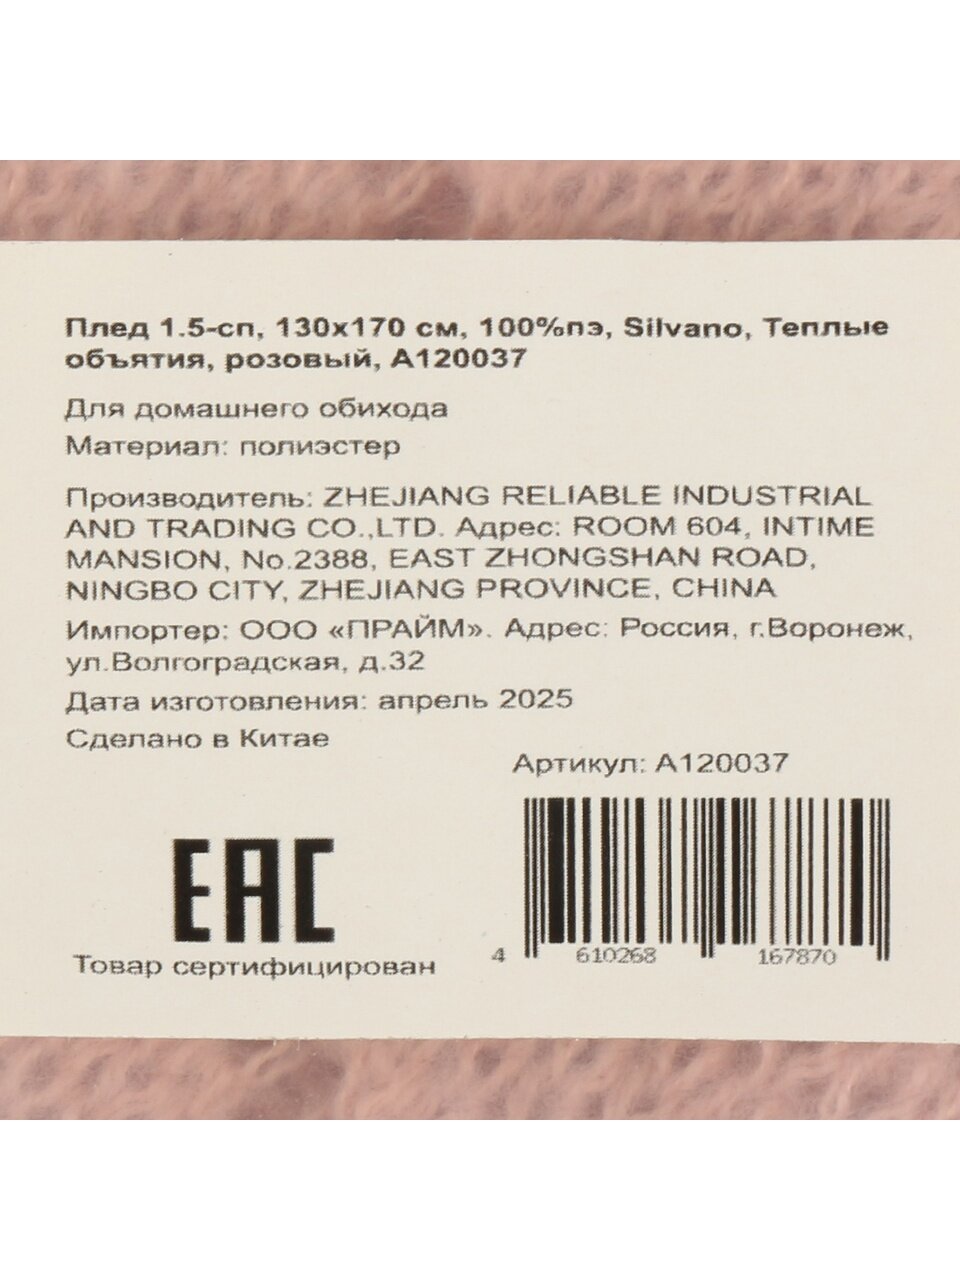 Плед 1.5-сп, 130х170 см, 100%пэ, Silvano, Теплые
объятия, розовый, А120037
Для домашнего обихода
Материал: полиэстер
Производитель: ZHEJIANG RELIABLE INDUSTRIAL
AND TRADING CO.,LTD. Адрес: ROOM 604, INTIME
MANSION, No.2388, EAST ZHONGSHAN ROAD,
NINGBO CITY, ZHEJIANG PROVINCE, CHINA
Импортер: ООО «ПРАЙМ». Адрес: Россия, г.Воронеж,
ул.Волгоградская, д.32
Дата изготовления: апрель 2025
Сделано в Китае
Артикул: А120037
ЕАС
Товар сертифицирован
4 610268 167870